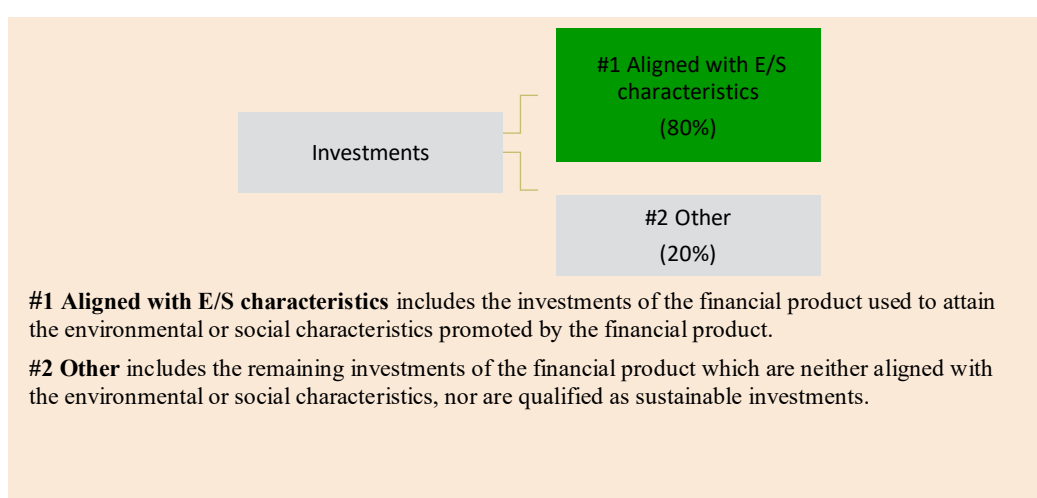 #1 Aligned with E/S
characteristics
(80%)
Investments
#2 Other
(20%)
#1 Aligned with E/S characteristics includes the investments of the financial product used to attain
the environmental or social characteristics promoted by the financial product.
#2 Other includes the remaining investments of the financial product which are neither aligned with
the environmental or social characteristics, nor are qualified as sustainable investments.